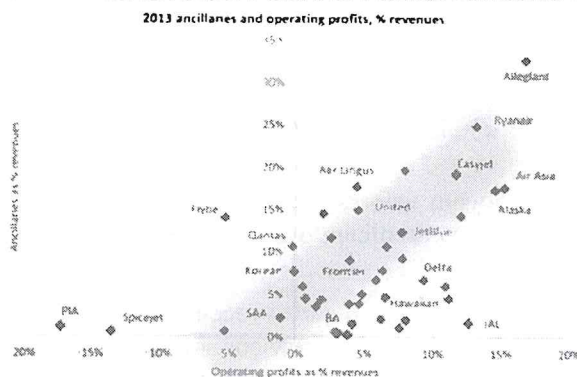 2013 ancillaries and operating profits, % revenues
35%
30%
Allegiant
25%
Ryanair
20%
Aer Lingus
Easyjet
Air Asia
15%
Flybe
United
Alaska
Qantas
JetBlue
10%
Korean
Frontier
Delta
5%
PIA
Spicejet
SAA
BA
Hawaiian
JAL
0%
20%
15%
10%
5%
0%
5%
10%
15%
20%
Ancillaries as % revenues
Operating profits as % revenues